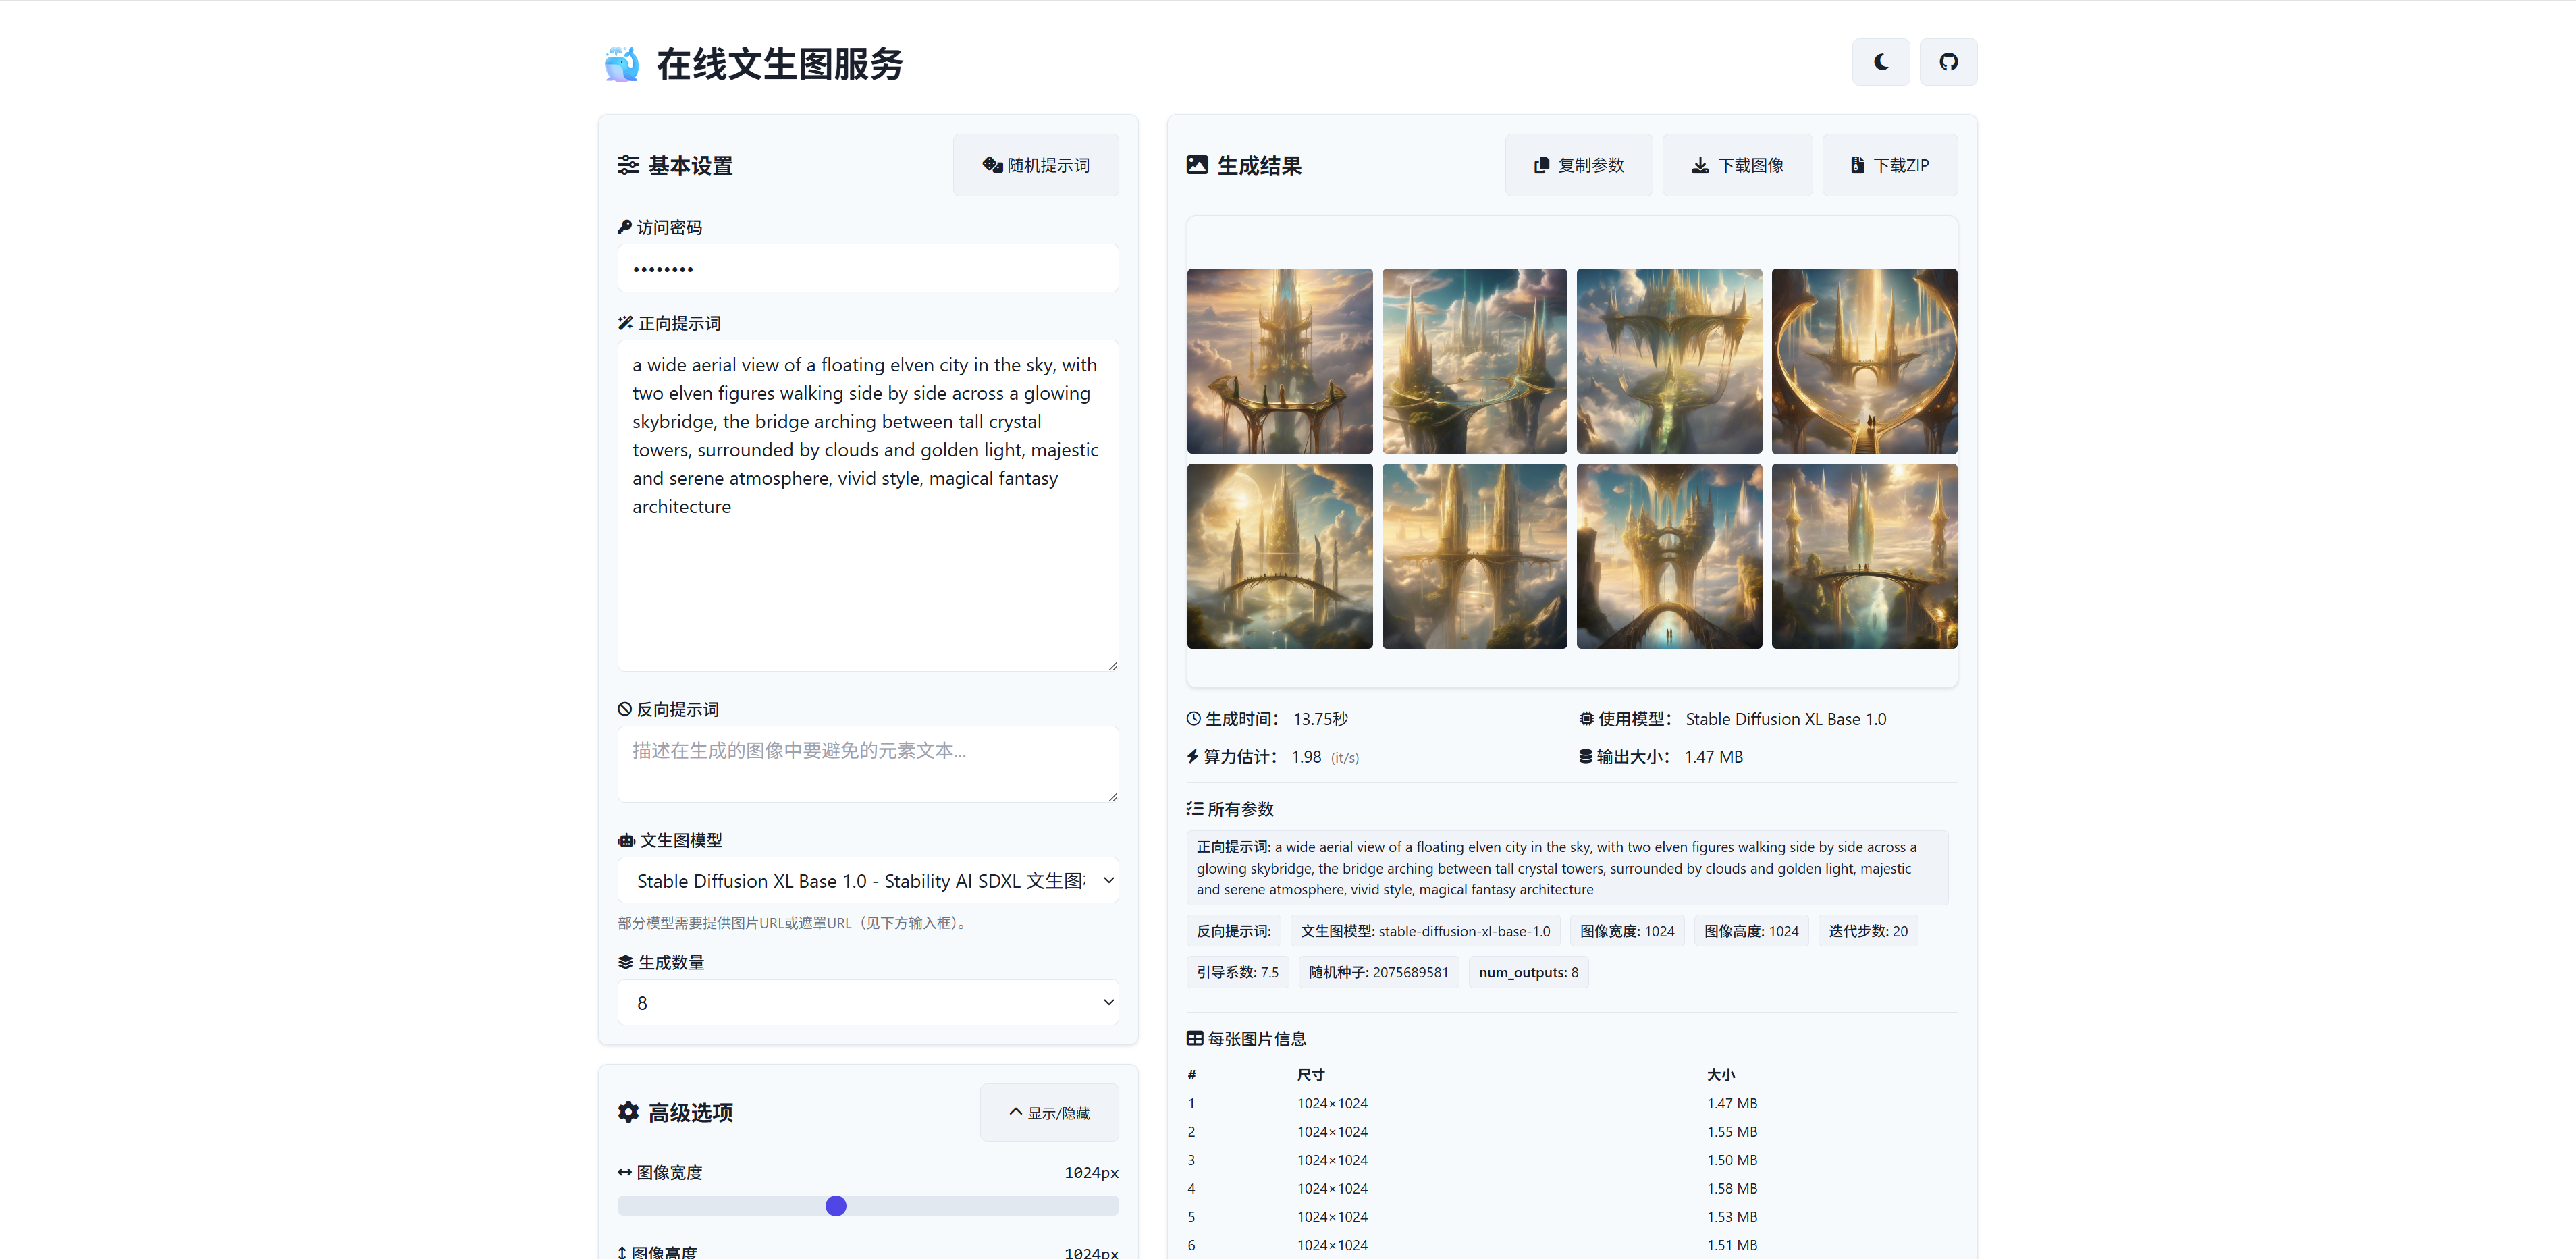 在线文生图服务
基本设置
随机提示词
访问密码
••••••••
正向提示词
a wide aerial view of a floating elven city in the sky, with
two elven figures walking side by side across a glowing
skybridge, the bridge arching between tall crystal
towers, surrounded by clouds and golden light, majestic
and serene atmosphere, vivid style, magical fantasy
architecture
反向提示词
描述在生成的图像中要避免的元素文本...
文生图模型
Stable Diffusion XL Base 1.0 - Stability AI SDXL 文生图
部分模型需要提供图片URL或遮罩URL（见下方输入框）。
生成数量
8
高级选项
显示/隐藏
图像宽度 1024px
图像高度 1024px
生成结果
复制参数
下载图像
下载ZIP
生成时间： 13.75秒
使用模型： Stable Diffusion XL Base 1.0
算力估计： 1.98 (it/s)
输出大小： 1.47 MB
所有参数
正向提示词: a wide aerial view of a floating elven city in the sky, with two elven figures walking side by side across a
glowing skybridge, the bridge arching between tall crystal towers, surrounded by clouds and golden light, majestic
and serene atmosphere, vivid style, magical fantasy architecture
反向提示词: 文生图模型: stable-diffusion-xl-base-1.0 图像宽度: 1024 图像高度: 1024 迭代步数: 20
引导系数: 7.5 随机种子: 2075689581 num_outputs: 8
每张图片信息
# 尺寸 大小
1 1024×1024 1.47 MB
2 1024×1024 1.55 MB
3 1024×1024 1.50 MB
4 1024×1024 1.58 MB
5 1024×1024 1.53 MB
6 1024×1024 1.51 MB